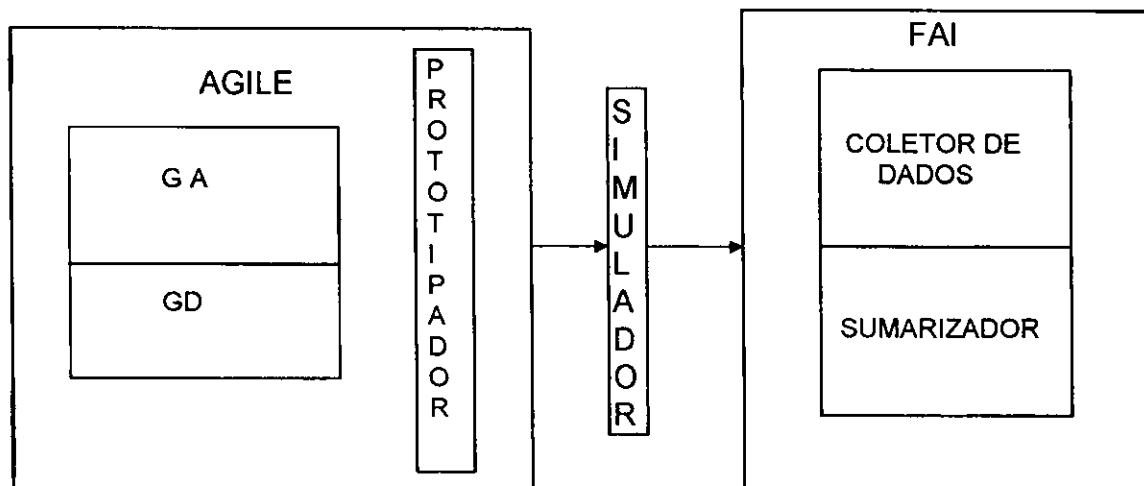 AGILE
G A
GD
PROTOTIPADOR
SIMULADOR
FAI
COLETOR DE
DADOS
SUMARIZADOR